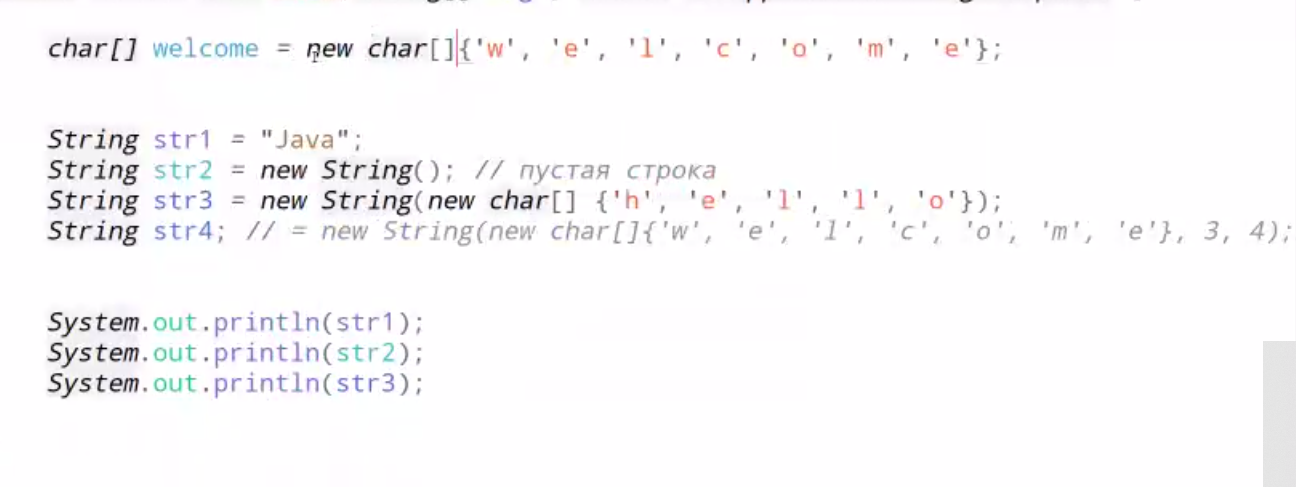 char[] welcome = new char[]{'w', 'e', 'l', 'c', 'o', 'm', 'e'};
String str1 = "Java";
String str2 = new String(); // пустая строка
String str3 = new String(new char[] {'h', 'e', 'l', 'l', 'o'});
String str4; // = new String(new char[]{'w', 'e', 'l', 'c', 'o', 'm', 'e'}, 3, 4);
System.out.println(str1);
System.out.println(str2);
System.out.println(str3);